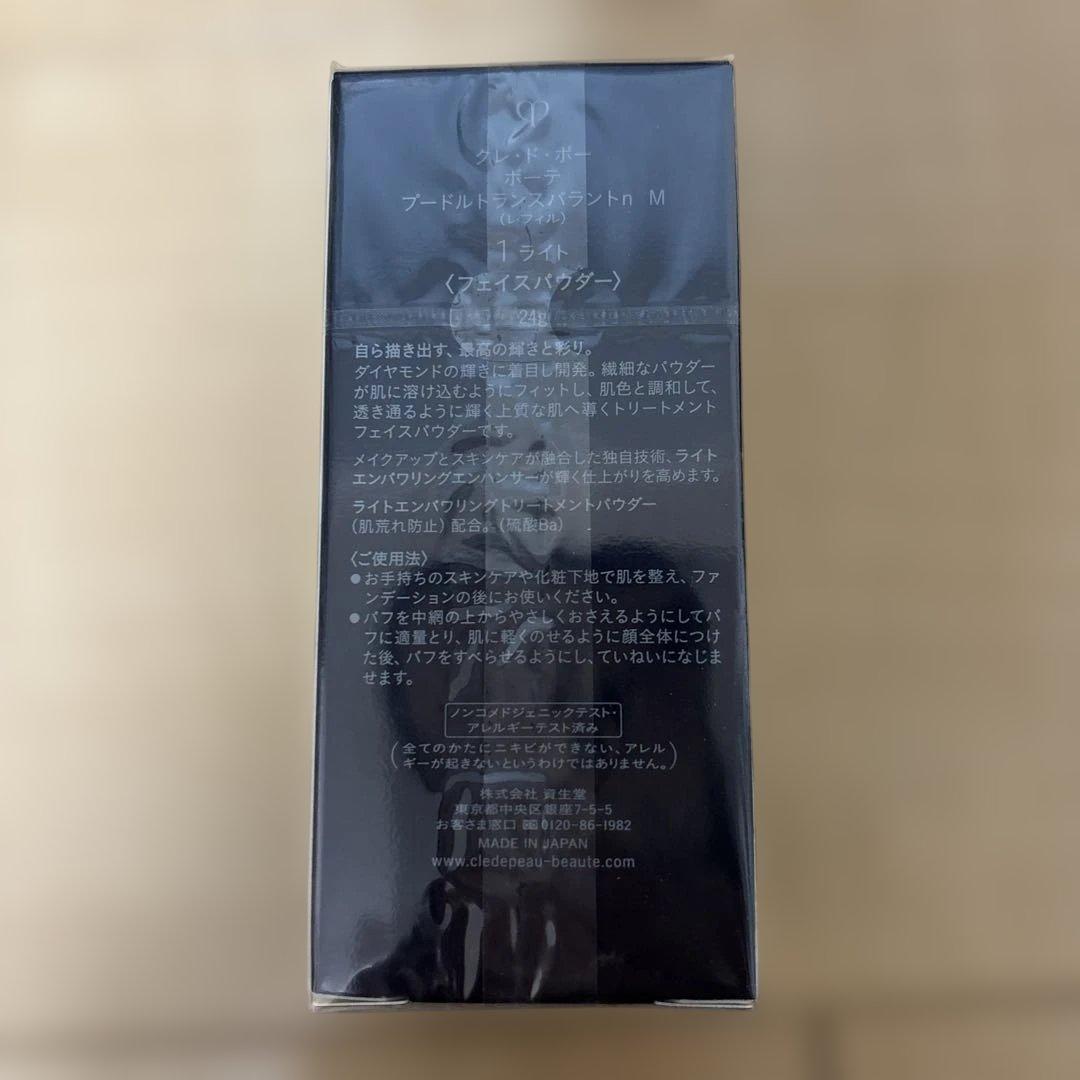 クレ・ド・ポー
ボーテ
プードルトランスパラントn M
(レフィル)
1 ライト
〈フェイスパウダー〉
24g
自ら描き出す、最高の輝きと彩り。
ダイヤモンドの輝きに着目し開発。繊細なパウダー
が肌に溶け込むようにフィットし、肌色と調和して、
透き通るように輝く上質な肌へ導くトリートメント
フェイスパウダーです。
メイクアップとスキンケアが融合した独自技術、ライト
エンパワリングエンハンサーが輝く仕上がりを高めます。
ライトエンパワリングトリートメントパウダー
(肌荒れ防止) 配合。(硫酸Ba)
〈ご使用法〉
●お手持ちのスキンケアや化粧下地で肌を整え、ファ
ンデーションの後にお使いください。
●パフを中網の上からやさしくおさえるようにしてパ
フに適量とり、肌に軽くのせるように顔全体につけ
た後、パフをすべらせるようにし、ていねいになじま
せます。
ノンコメドジェニックテスト・
アレルギーテスト済み
(全てのかたにニキビができない、アレル
ギーが起きないというわけではありません。)
株式会社 資生堂
東京都中央区銀座7-5-5
お客さま窓口 0120-86-1982
MADE IN JAPAN
www.cledepeau-beaute.com